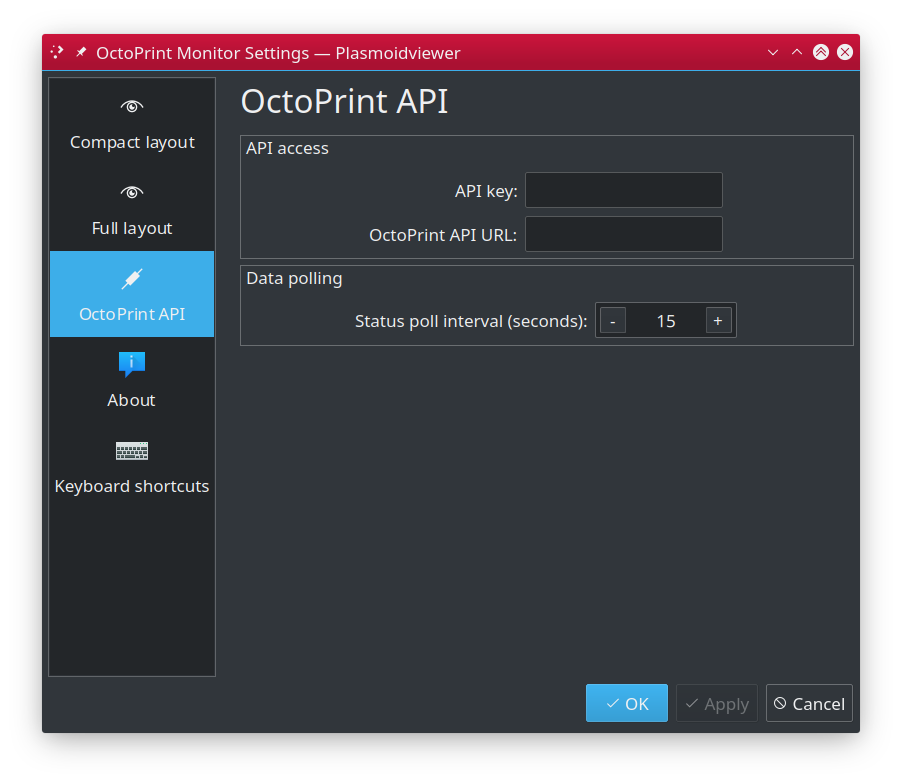 OctoPrint Monitor Settings — Plasmoidviewer
Compact layout
Full layout
OctoPrint API
About
Keyboard shortcuts
OctoPrint API
API access
API key:
OctoPrint API URL:
Data polling
Status poll interval (seconds): - 15 +
OK Apply Cancel